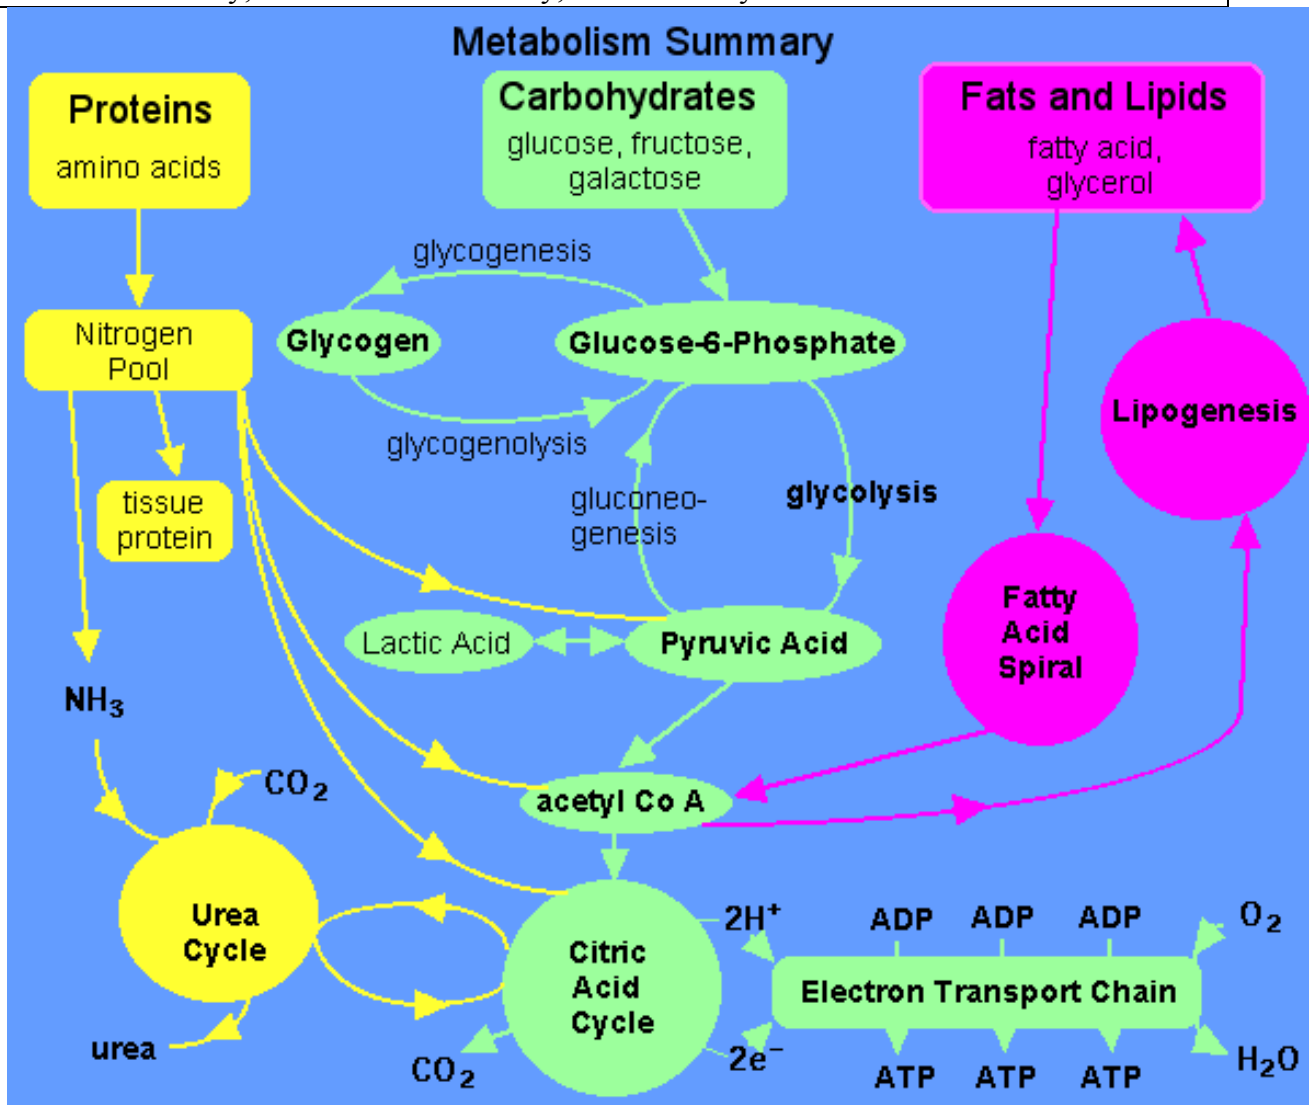 Metabolism Summary
Proteins
amino acids
Carbohydrates
glucose, fructose,
galactose
Fats and Lipids
fatty acid,
glycerol
glycogenesis
Nitrogen
Pool
Glycogen
Glucose-6-Phosphate
Lipogenesis
glycogenolysis
tissue
protein
gluconeo-
genesis
glycolysis
Fatty
Acid
Spiral
Lactic Acid
Pyruvic Acid
NH₃
CO₂
acetyl Co A
Urea
Cycle
Citric
Acid
Cycle
2H⁺
ADP
ADP
ADP
O₂
Electron Transport Chain
urea
CO₂
2e⁻
ATP
ATP
ATP
H₂O